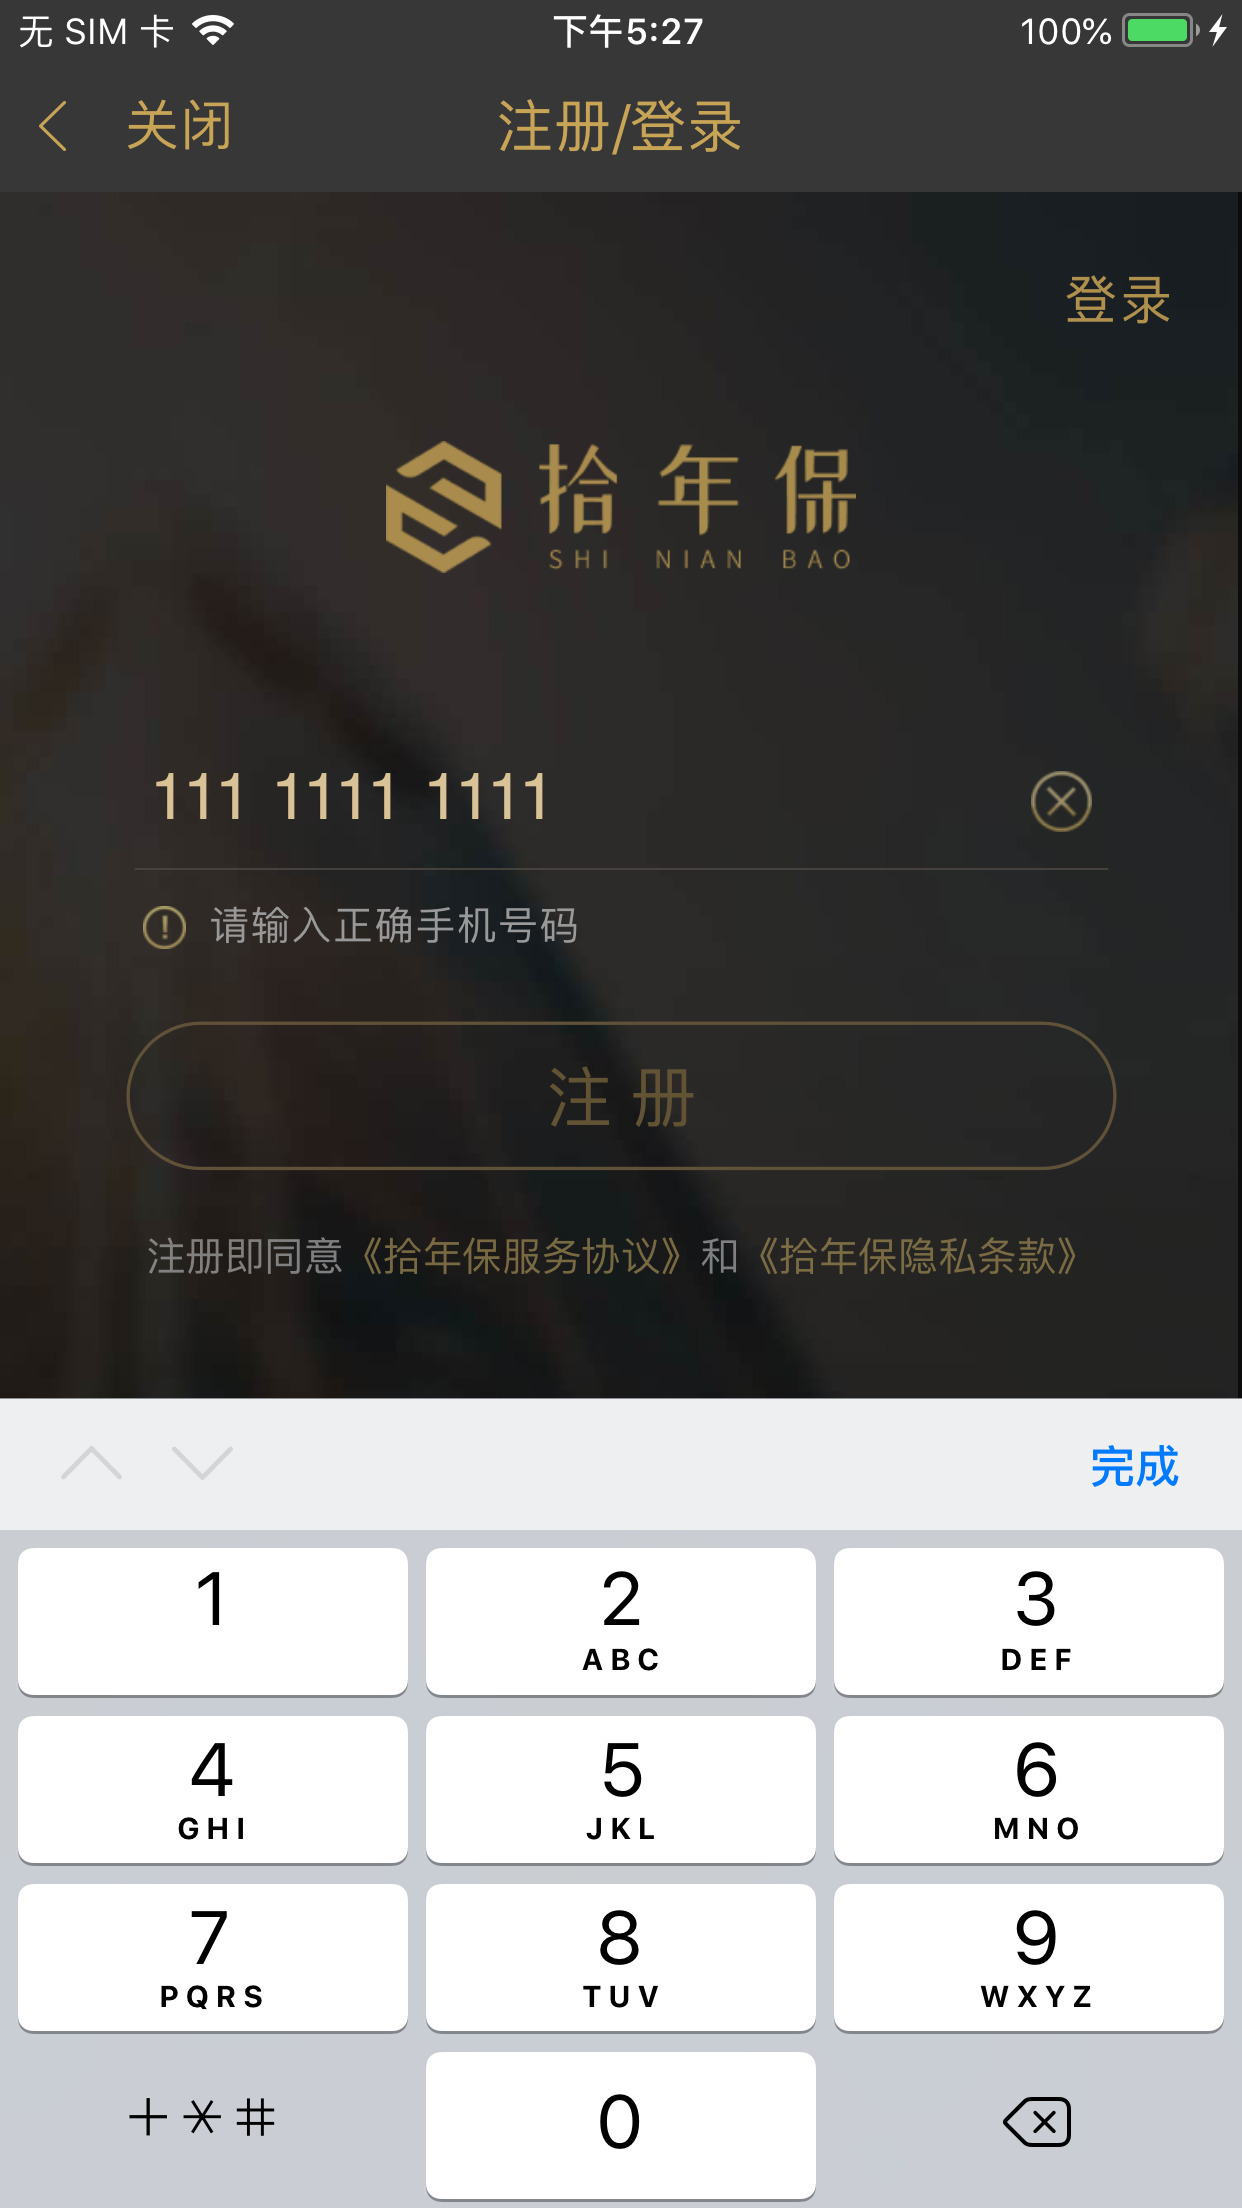 无 SIM 卡 下午5:27 100%
关闭 注册/登录
登录
拾年保
SHI NIAN BAO
111 1111 1111
请输入正确手机号码
注 册
注册即同意《拾年保服务协议》和《拾年保隐私条款》
完成
1 2 3
ABC DEF
4 5 6
GHI JKL MNO
7 8 9
PQRS TUV WXYZ
+*# 0